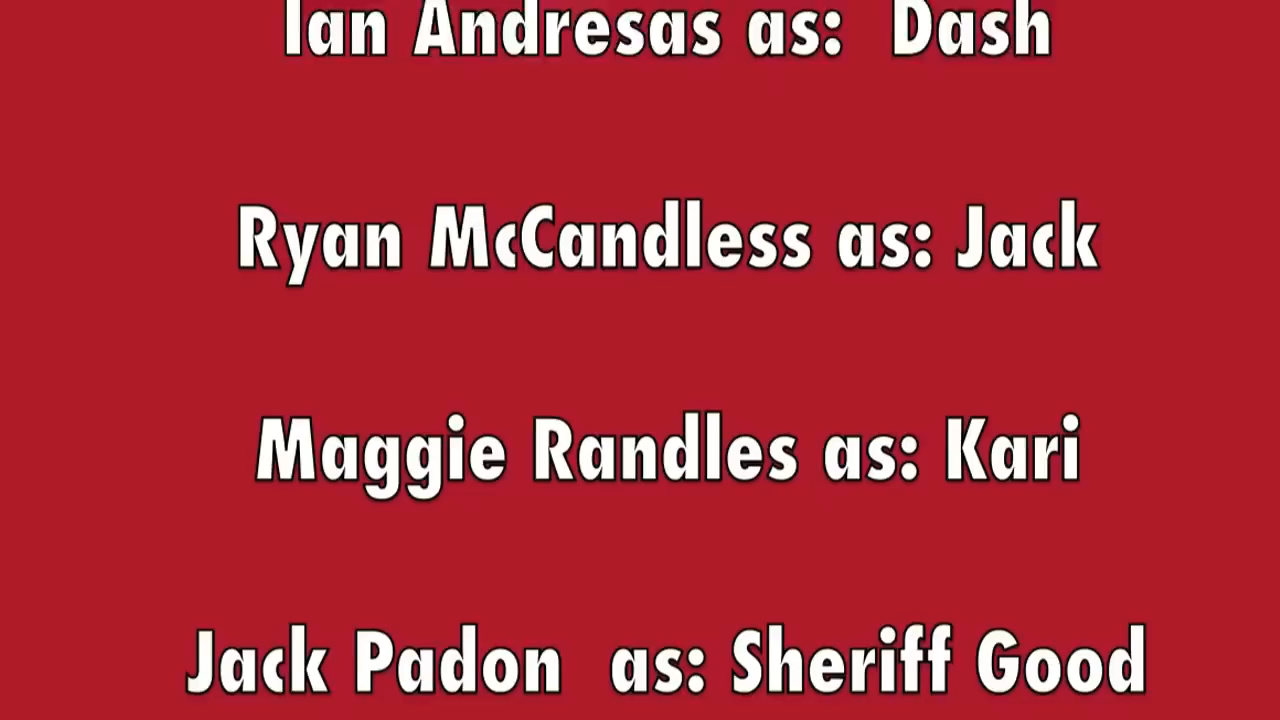 Ian Andresas as: Dash
Ryan McCandless as: Jack
Maggie Randles as: Kari
Jack Padon as: Sheriff Good